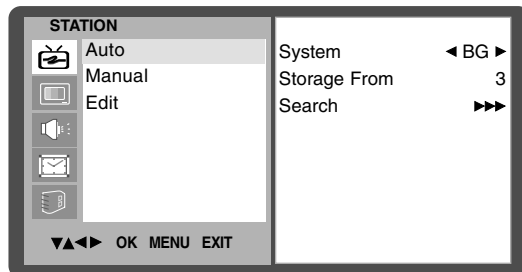 STATION
Auto
Manual
Edit
System ◄ BG ►
Storage From 3
Search ►►►
▼▲◄► OK MENU EXIT